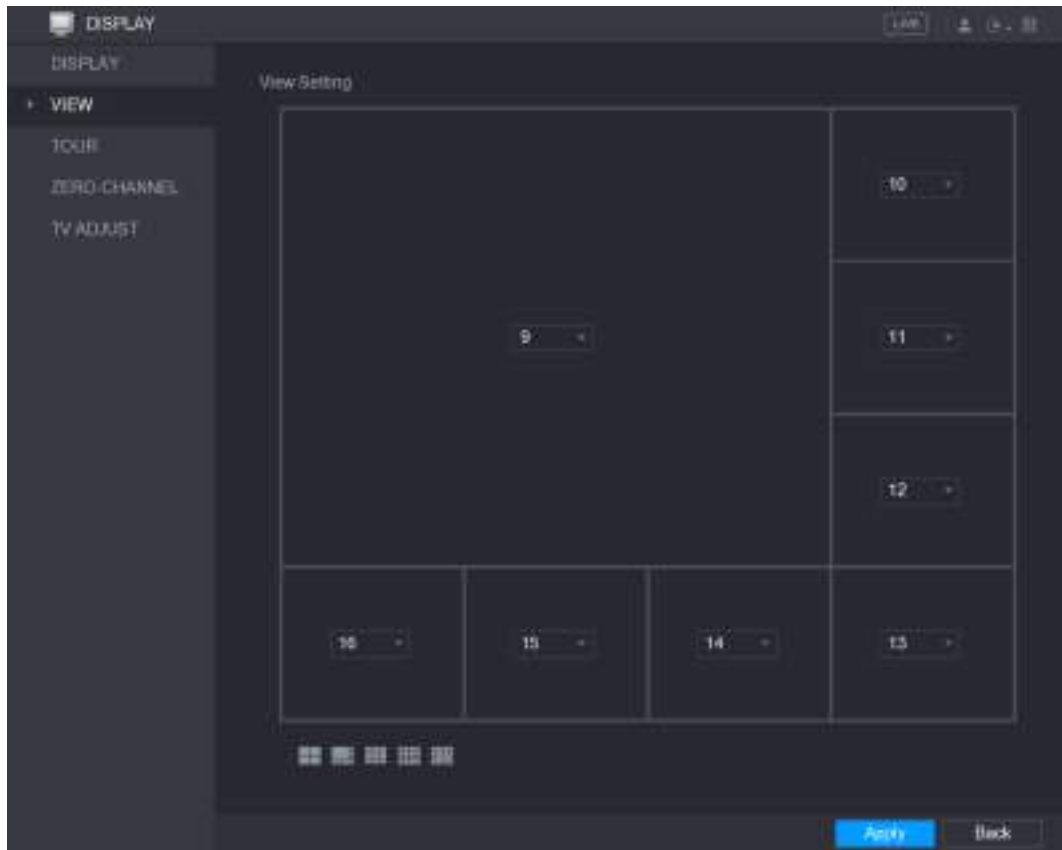 DISPLAY
LIVE
DISPLAY
VIEW
TOUR
ZERO-CHANNEL
TV ADJUST
View Setting
10
9
11
12
16
15
14
13
Apply
Back